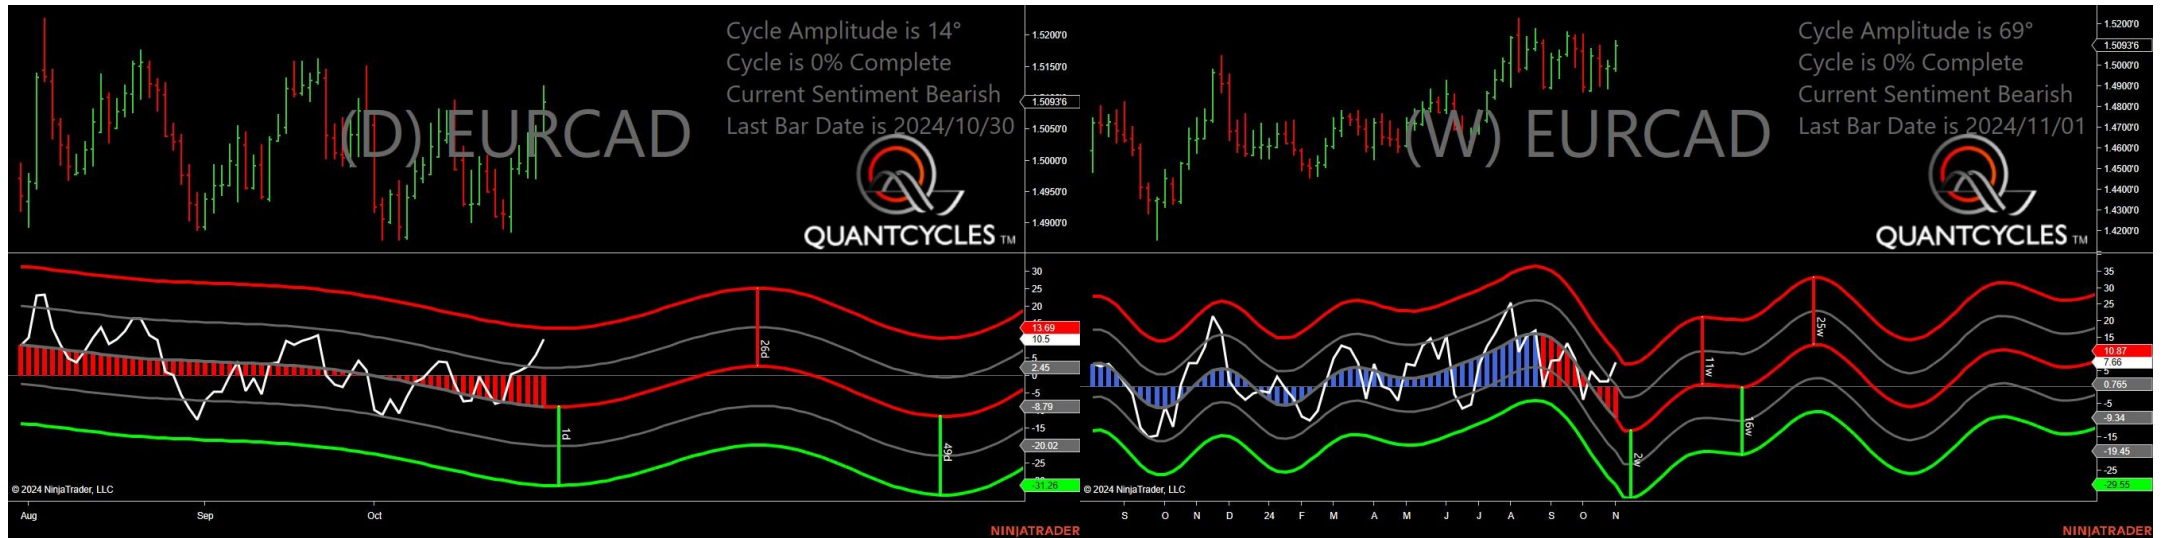 Cycle Amplitude is 14°
Cycle is 0% Complete
Current Sentiment Bearish
Last Bar Date is 2024/10/30
(D) EURCAD
QUANTCYCLES TM
1.5200'0
1.5150'0
1.5093'6
1.5050'0
1.5000'0
1.4950'0
1.4900'0
30
25
20
13.69
10.5
5
2.45
-5
-8.79
-15
-20.02
-25
-31.26
1d
26d
49d
© 2024 NinjaTrader, LLC
Aug Sep Oct
NINJATRADER
Cycle Amplitude is 69°
Cycle is 0% Complete
Current Sentiment Bearish
Last Bar Date is 2024/11/01
(W) EURCAD
QUANTCYCLES TM
1.5200'0
1.5093'6
1.5000'0
1.4900'0
1.4800'0
1.4700'0
1.4600'0
1.4500'0
1.4400'0
1.4300'0
1.4200'0
35
30
25
20
15
10.87
7.66
5
0.765
-5
-9.34
-15
-19.45
-25
-29.55
2w
11w
16w
25w
© 2024 NinjaTrader, LLC
S O N D 24 F M A M J J A S O N
NINJATRADER